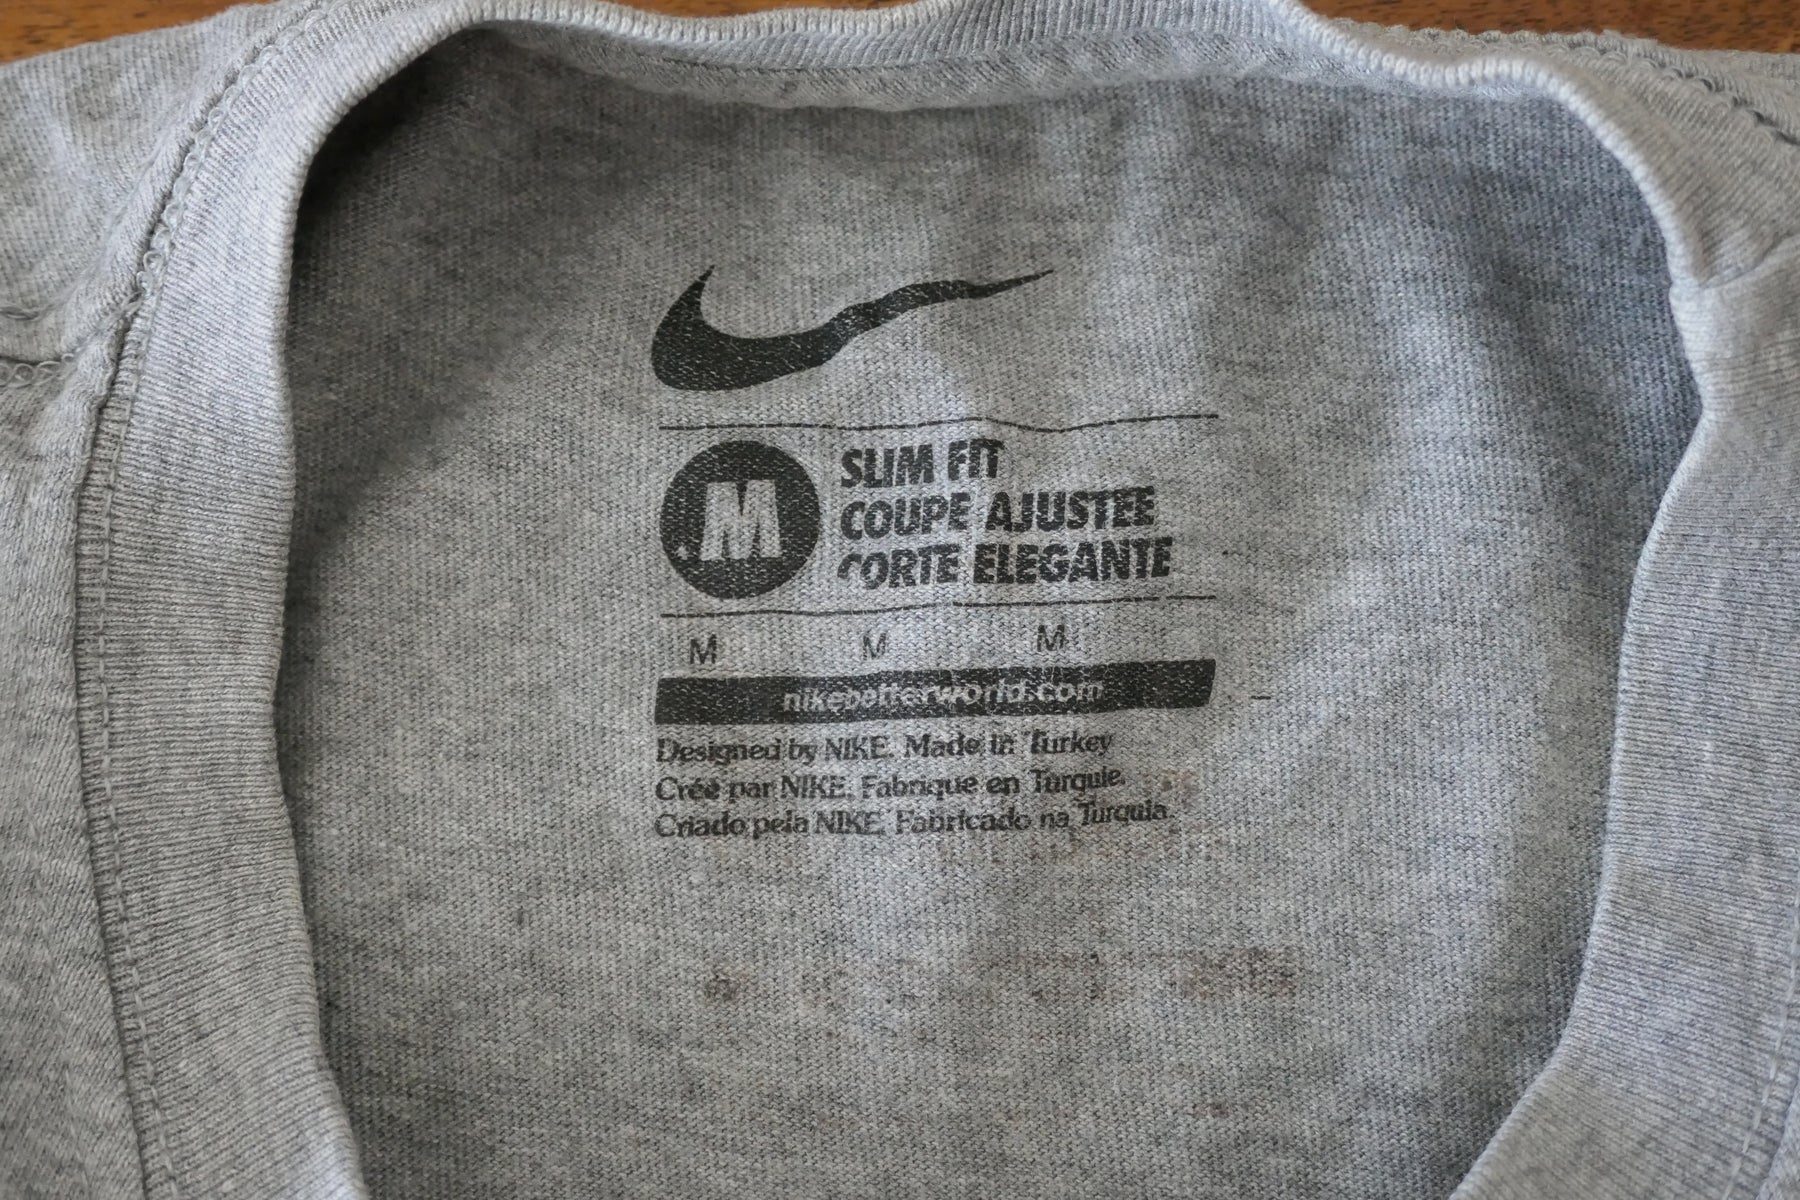 M
SLIM FIT
COUPE AJUSTEE
CORTE ELEGANTE
M M M
nikebetterworld.com
Designed by NIKE. Made in Turkey
Créé par NIKE. Fabrique en Turquie.
Criado pela NIKE. Fabricado na Turquia.